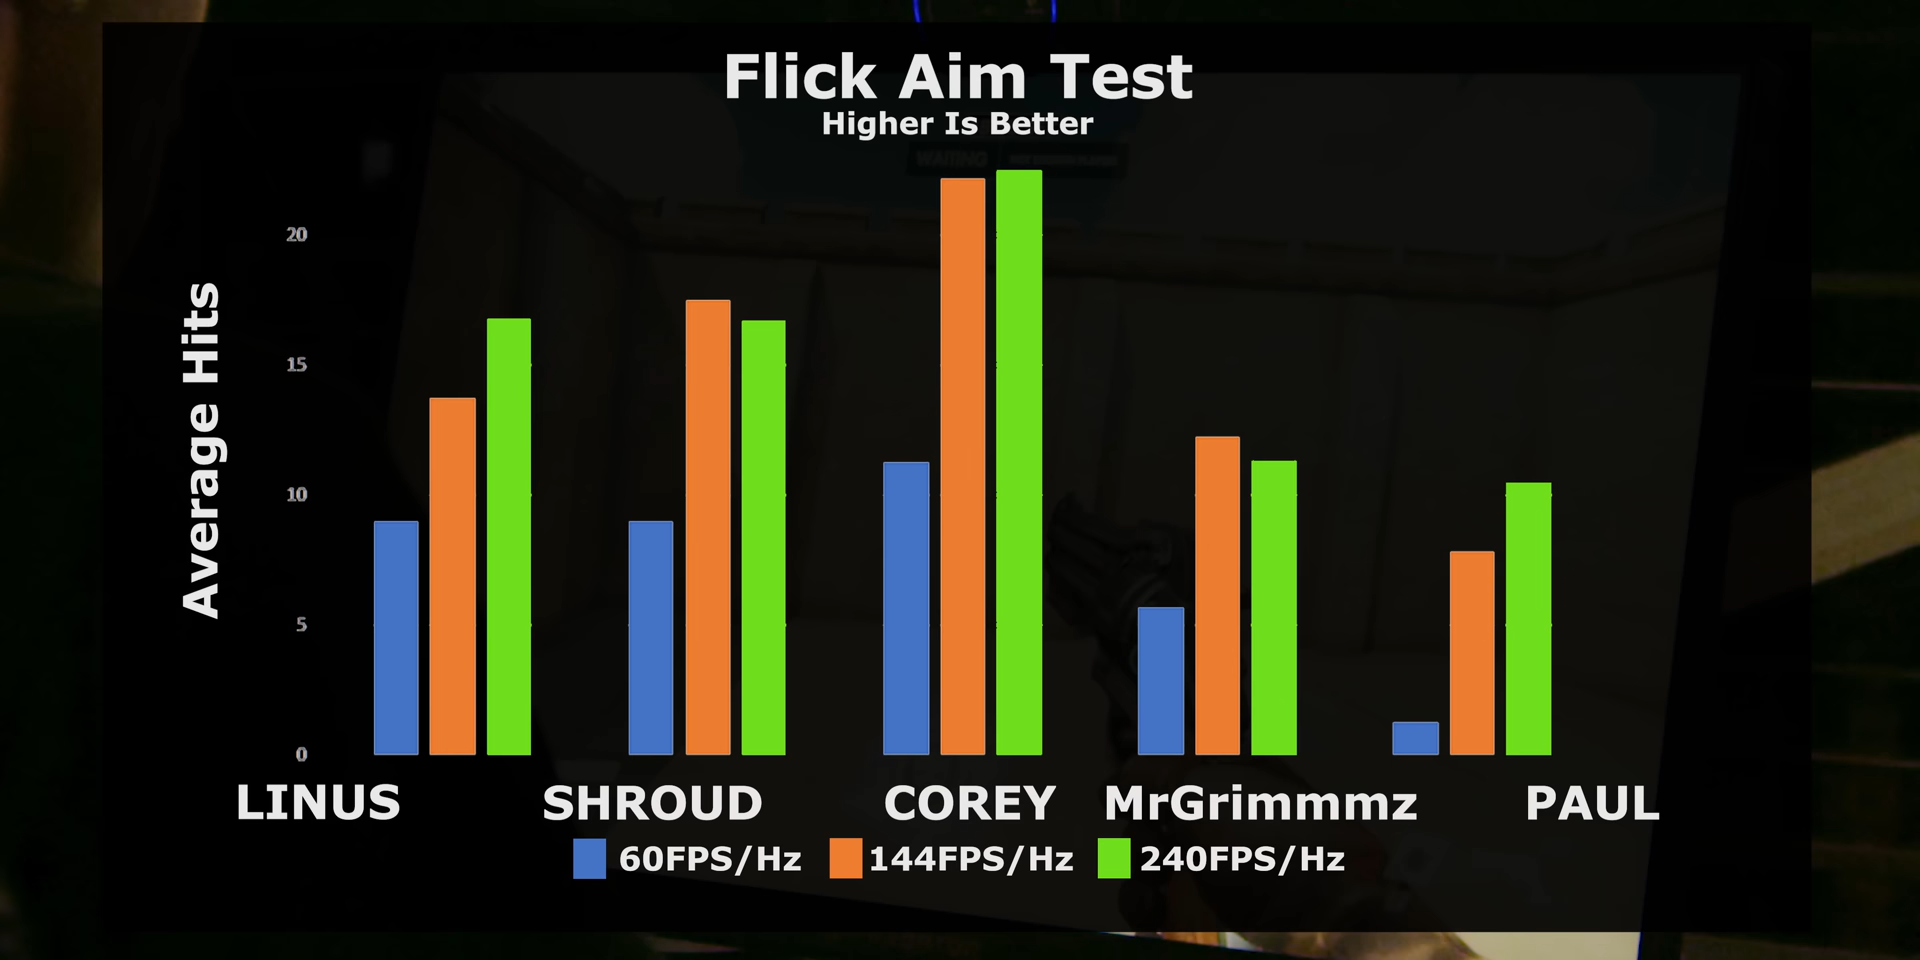 Flick Aim Test
Higher Is Better
WAITING
Average Hits
20
15
10
5
0
LINUS SHROUD COREY MrGrimmmz PAUL
60FPS/Hz 144FPS/Hz 240FPS/Hz